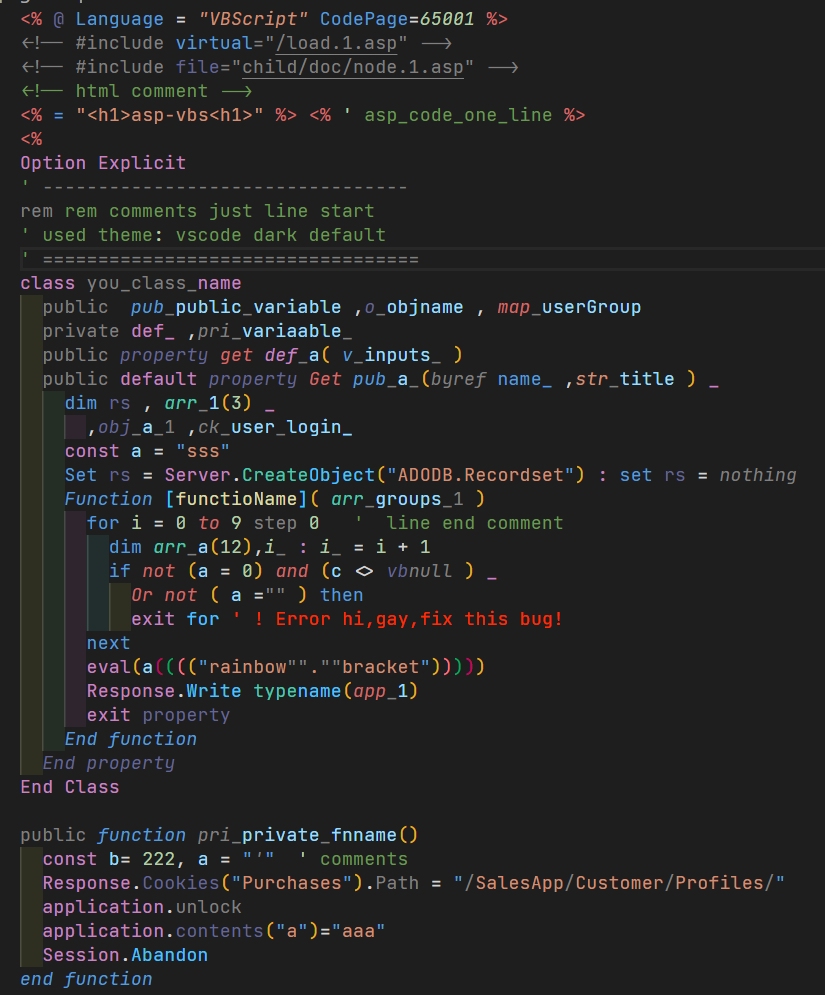 <% @ Language = "VBScript" CodePage=65001 %>
<!-- #include virtual="/load.1.asp" -->
<!-- #include file="child/doc/node.1.asp" -->
<!-- html comment -->
<% = "<h1>asp-vbs<h1>" %> <% ' asp_code_one_line %>
<%
Option Explicit
' ---------------------------------
rem rem comments just line start
' used theme: vscode dark default
' ==================================
class you_class_name
  public  pub_public_variable ,o_objname , map_userGroup
  private def_ ,pri_variaable_
  public property get def_a( v_inputs_ )
  public default property Get pub_a_(byref name_ ,str_title ) _
    dim rs , arr_1(3) _
      ,obj_a_1 ,ck_user_login_
    const a = "sss"
    Set rs = Server.CreateObject("ADODB.Recordset") : set rs = nothing
    Function [functioName]( arr_groups_1 )
      for i = 0 to 9 step 0   '  line end comment
        dim arr_a(12),i_ : i_ = i + 1
        if not (a = 0) and (c <> vbnull ) _
          Or not ( a ="" ) then
          exit for ' ! Error hi,gay,fix this bug!
      next
      eval(a(((("rainbow"".""bracket")))))
      Response.Write typename(app_1)
      exit property
    End function
  End property
End Class

public function pri_private_fnname()
  const b= 222, a = "'"  ' comments
  Response.Cookies("Purchases").Path = "/SalesApp/Customer/Profiles/"
  application.unlock
  application.contents("a")="aaa"
  Session.Abandon
end function